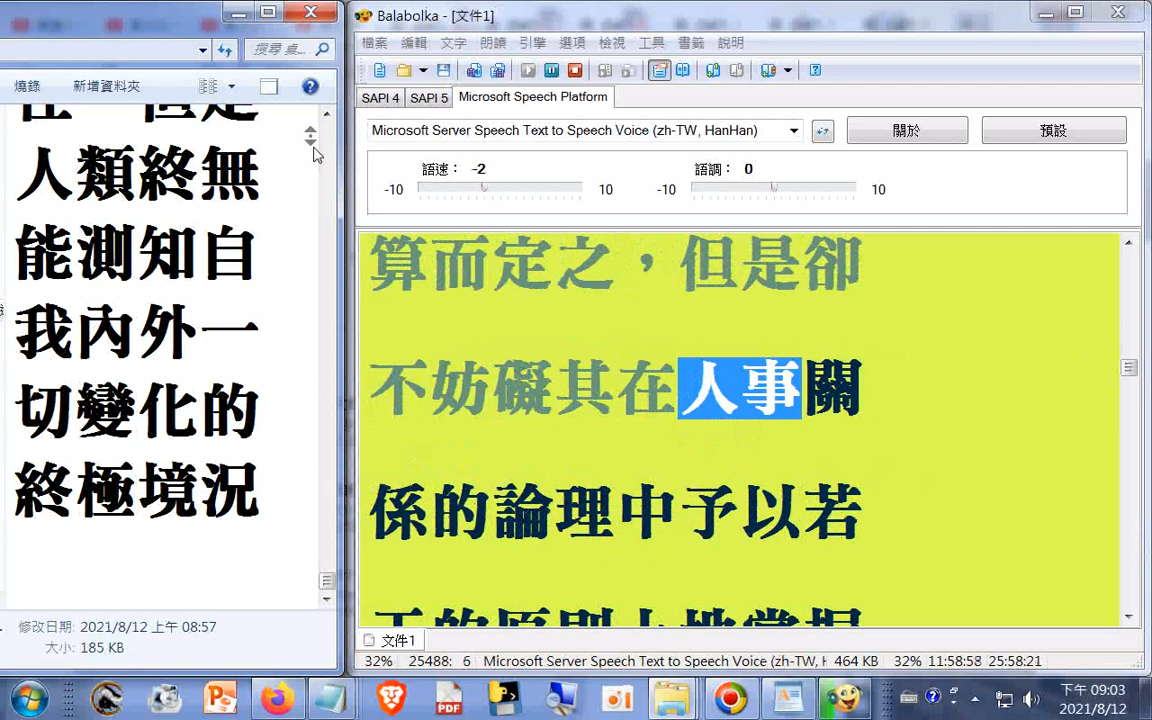 搜尋 桌...
燒錄
新增資料夾
在
但是
人類終無
能測知自
我內外一
切變化的
終極境況
修改日期: 2021/8/12 上午 08:57
大小: 185 KB
Balabolka - [文件1]
檔案 編輯 文字 朗讀 引擎 選項 檢視 工具 書籤 說明
SAPI 4
SAPI 5
Microsoft Speech Platform
Microsoft Server Speech Text to Speech Voice (zh-TW, HanHan)
關於
預設
語速： -2
語調： 0
-10
10
-10
10
算而定之，但是卻
不妨礙其在人事關
係的論理中予以若
文件1
32%
25488: 6
Microsoft Server Speech Text to Speech Voice (zh-TW, H
464 KB
32% 11:58:58 25:58:21
PDF
下午 09:03
2021/8/12